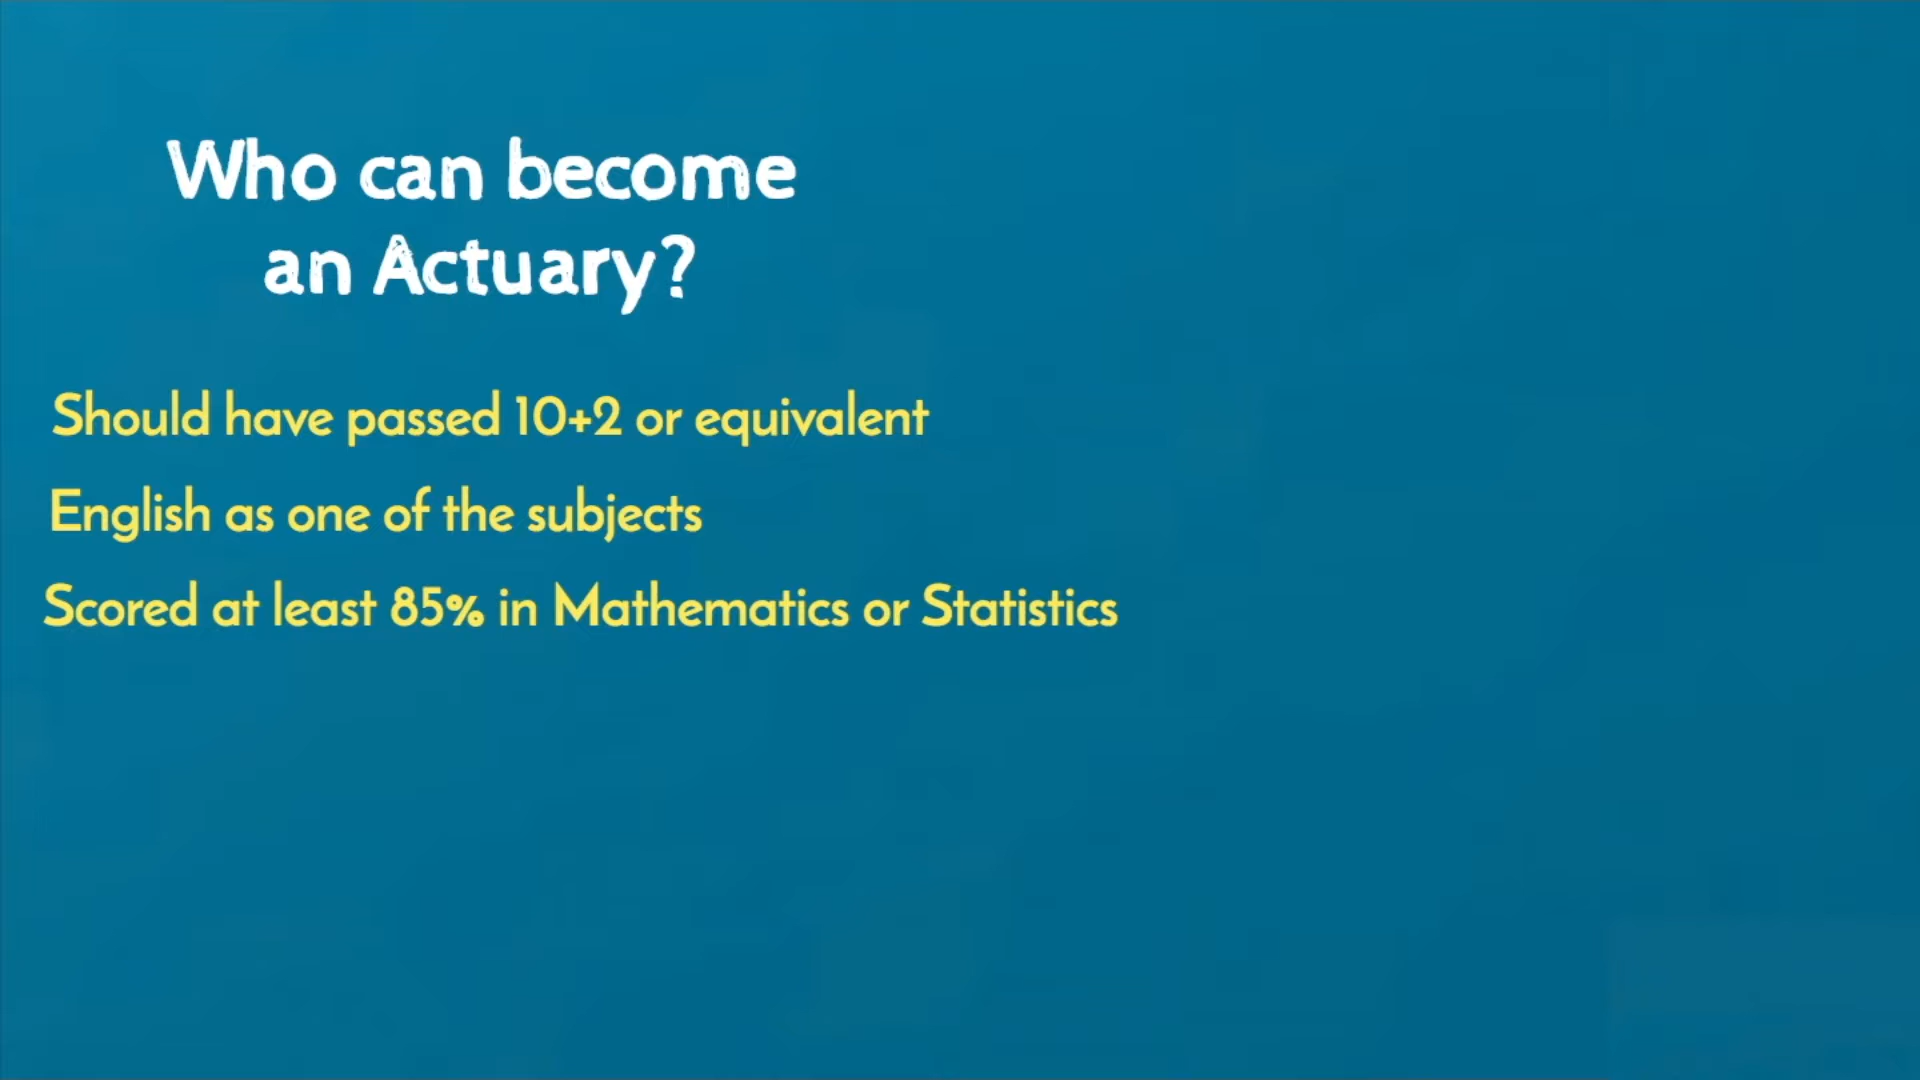 Who can become
an Actuary?
Should have passed 10+2 or equivalent
English as one of the subjects
Scored at least 85% in Mathematics or Statistics